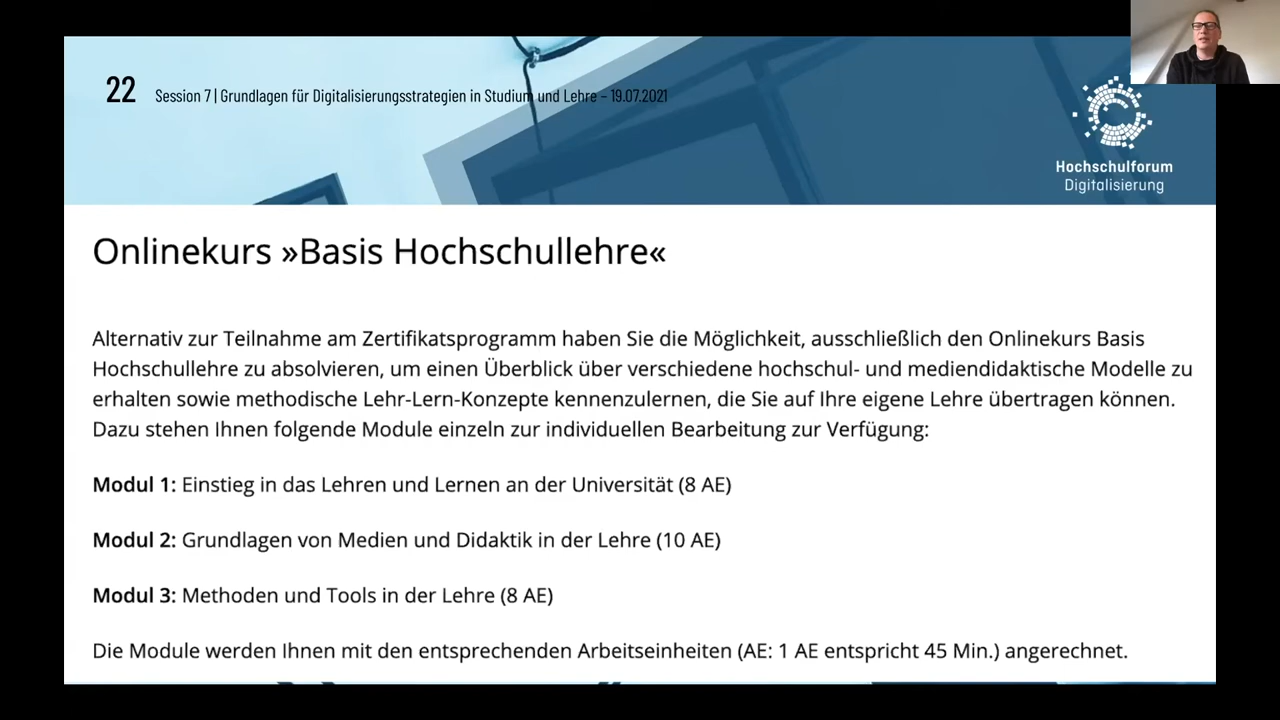 22
Session 7 | Grundlagen für Digitalisierungsstrategien in Studium und Lehre – 19.07.2021
Hochschulforum
Digitalisierung
Onlinekurs »Basis Hochschullehre«
Alternativ zur Teilnahme am Zertifikatsprogramm haben Sie die Möglichkeit, ausschließlich den Onlinekurs Basis
Hochschullehre zu absolvieren, um einen Überblick über verschiedene hochschul- und mediendidaktische Modelle zu
erhalten sowie methodische Lehr-Lern-Konzepte kennenzulernen, die Sie auf Ihre eigene Lehre übertragen können.
Dazu stehen Ihnen folgende Module einzeln zur individuellen Bearbeitung zur Verfügung:
Modul 1: Einstieg in das Lehren und Lernen an der Universität (8 AE)
Modul 2: Grundlagen von Medien und Didaktik in der Lehre (10 AE)
Modul 3: Methoden und Tools in der Lehre (8 AE)
Die Module werden Ihnen mit den entsprechenden Arbeitseinheiten (AE: 1 AE entspricht 45 Min.) angerechnet.